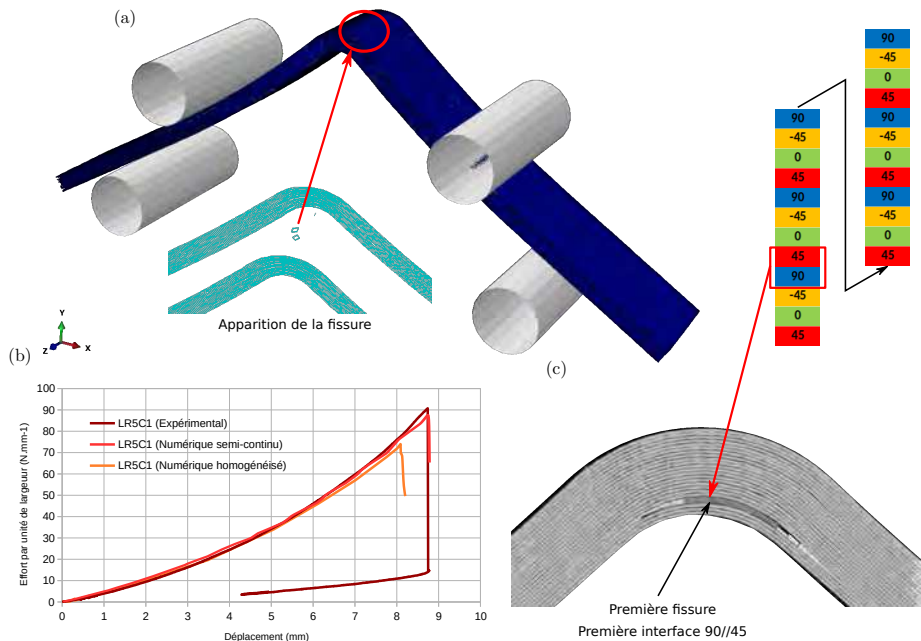 (a)
Apparition de la fissure
Y
Z
X
(b)
100
90
80
70
60
50
40
30
20
10
0
0 1 2 3 4 5 6 7 8 9 10
Effort par unité de largeuur (N.mm-1)
Déplacement (mm)
LR5C1 (Expérimental)
LR5C1 (Numérique semi-continu)
LR5C1 (Numérique homogénéisé)
(c)
90
-45
0
45
90
-45
0
45
90
-45
0
45
90
-45
0
45
90
-45
0
45
90
-45
0
45
Première fissure
Première interface 90//45